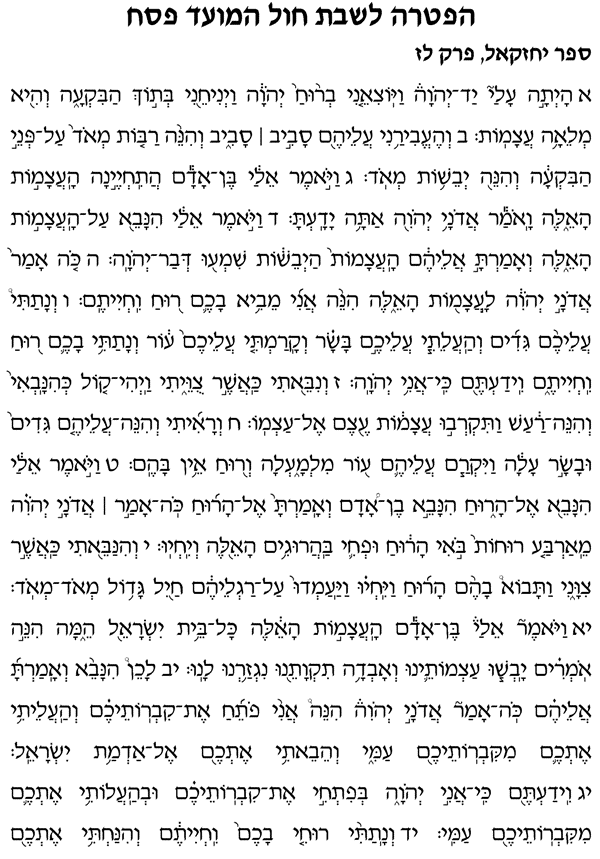 הפטרה לשבת חול המועד פסח
ספר יחזקאל, פרק לז
א הָיְתָ֣ה עָלַי֮ יַד־יְהֹוָה֒ וַיּֽוֹצִאֵ֤נִי בְר֙וּחַ֙ יְהֹוָ֔ה וַיְנִיחֵ֖נִי בְּת֣וֹךְ הַבִּקְעָ֑ה וְהִ֖יא
מְלֵאָ֥ה עֲצָמֽוֹת׃ ב וְהֶעֱבִירַ֥נִי עֲלֵיהֶ֖ם סָבִ֣יב | סָבִ֑יב וְהִנֵּ֨ה רַבּ֤וֹת מְאֹד֙ עַל־פְּנֵ֣י
הַבִּקְעָ֔ה וְהִנֵּ֖ה יְבֵשׁ֥וֹת מְאֹֽד׃ ג וַיֹּ֣אמֶר אֵלַ֔י בֶּן־אָדָ֕ם הֲתִֽחְיֶ֖ינָה הָעֲצָמ֣וֹת
הָאֵ֑לֶּה וָֽאֹמַ֕ר אֲדֹנָ֥י יְהֹוִ֖ה אַתָּ֥ה יָדָֽעְתָּ׃ ד וַיֹּ֣אמֶר אֵלַ֔י הִנָּבֵ֖א עַל־הָֽעֲצָמ֣וֹת
הָאֵ֑לֶּה וְאָֽמַרְתָּ֣ אֲלֵיהֶ֔ם הָֽעֲצָמוֹת֙ הַיְבֵשׁ֔וֹת שִׁמְע֖וּ דְּבַר־יְהֹוָֽה׃ ה כֹּ֤ה אָמַר֙
אֲדֹנָ֣י יְהֹוִ֔ה לָֽעֲצָמ֖וֹת הָאֵ֑לֶּה הִנֵּ֨ה אֲנִ֜י מֵבִ֥יא בָכֶ֛ם ר֖וּחַ וִֽחְיִיתֶֽם׃ ו וְנָתַתִּי֩
עֲלֵיכֶ֨ם גִּדִ֜ים וְהַֽעֲלֵתִ֧י עֲלֵיכֶ֣ם בָּשָׂ֗ר וְקָרַמְתִּ֤י עֲלֵיכֶם֙ ע֔וֹר וְנָתַתִּ֥י בָכֶ֛ם ר֖וּחַ
וִֽחְיִיתֶ֑ם וִֽידַעְתֶּ֖ם כִּֽי־אֲנִ֥י יְהֹוָֽה׃ ז וְנִבֵּ֖אתִי כַּֽאֲשֶׁ֣ר צֻוֵּ֑יתִי וַֽיְהִי־ק֤וֹל כְּהִנָּֽבְאִי֙
וְהִנֵּה־רַ֔עַשׁ וַתִּקְרְב֣וּ עֲצָמ֔וֹת עֶ֖צֶם אֶל־עַצְמֽוֹ׃ ח וְרָאִ֜יתִי וְהִנֵּֽה־עֲלֵיהֶ֤ם גִּדִים֙
וּבָשָׂ֣ר עָלָ֔ה וַיִּקְרַ֧ם עֲלֵיהֶ֛ם ע֖וֹר מִלְמָ֑עְלָה וְר֖וּחַ אֵ֥ין בָּהֶֽם׃ ט וַיֹּ֣אמֶר אֵלַ֔י
הִנָּבֵ֖א אֶל־הָר֑וּחַ הִנָּבֵ֣א בֶן־אָ֠דָם וְאָֽמַרְתָּ֨ אֶל־הָר֜וּחַ כֹּֽה־אָמַ֣ר | אֲדֹנָ֣י יְהֹוִ֗ה
מֵֽאַרְבַּ֤ע רוּחוֹת֙ בֹּ֣אִי הָר֔וּחַ וּפְחִ֛י בַּֽהֲרוּגִ֥ים הָאֵ֖לֶּה וְיִֽחְיֽוּ׃ י וְהִנַּבֵּ֖אתִי כַּֽאֲשֶׁ֣ר
צִוָּ֑נִי וַתָּבוֹא֩ בָהֶ֨ם הָר֜וּחַ וַיִּֽחְי֗וּ וַיַּֽעַמְדוּ֙ עַל־רַגְלֵיהֶ֔ם חַ֖יִל גָּד֥וֹל מְאֹד־מְאֹֽד׃
יא וַיֹּאמֶר֮ אֵלַי֒ בֶּן־אָדָ֕ם הָֽעֲצָמ֣וֹת הָאֵ֔לֶּה כָּל־בֵּ֥ית יִשְׂרָאֵ֖ל הֵ֑מָּה הִנֵּ֣ה
אֹֽמְרִ֗ים יָֽבְשׁ֧וּ עַצְמוֹתֵ֛ינוּ וְאָבְדָ֥ה תִקְוָתֵ֖נוּ נִגְזַ֥רְנוּ לָֽנוּ׃ יב לָכֵן֩ הִנָּבֵ֨א וְאָֽמַרְתָּ֜
אֲלֵיהֶ֗ם כֹּֽה־אָמַר֮ אֲדֹנָ֣י יְהֹוִה֒ הִנֵּה֩ אֲנִ֨י פֹתֵ֜חַ אֶת־קִבְרֽוֹתֵיכֶ֗ם וְהַֽעֲלֵיתִ֥י
אֶתְכֶ֛ם מִקִּבְרֽוֹתֵיכֶ֖ם עַמִּ֑י וְהֵבֵאתִ֥י אֶתְכֶ֖ם אֶל־אַדְמַ֥ת יִשְׂרָאֵֽל׃
יג וִֽידַעְתֶּ֖ם כִּֽי־אֲנִ֣י יְהֹוָ֑ה בְּפִתְחִ֣י אֶת־קִבְרֽוֹתֵיכֶ֗ם וּבְהַֽעֲלוֹתִ֥י אֶתְכֶ֛ם
מִקִּבְרֽוֹתֵיכֶ֖ם עַמִּֽי׃ יד וְנָֽתַתִּ֨י רוּחִ֤י בָכֶם֙ וִֽחְיִיתֶ֔ם וְהִנַּחְתִּ֥י אֶתְכֶ֖ם